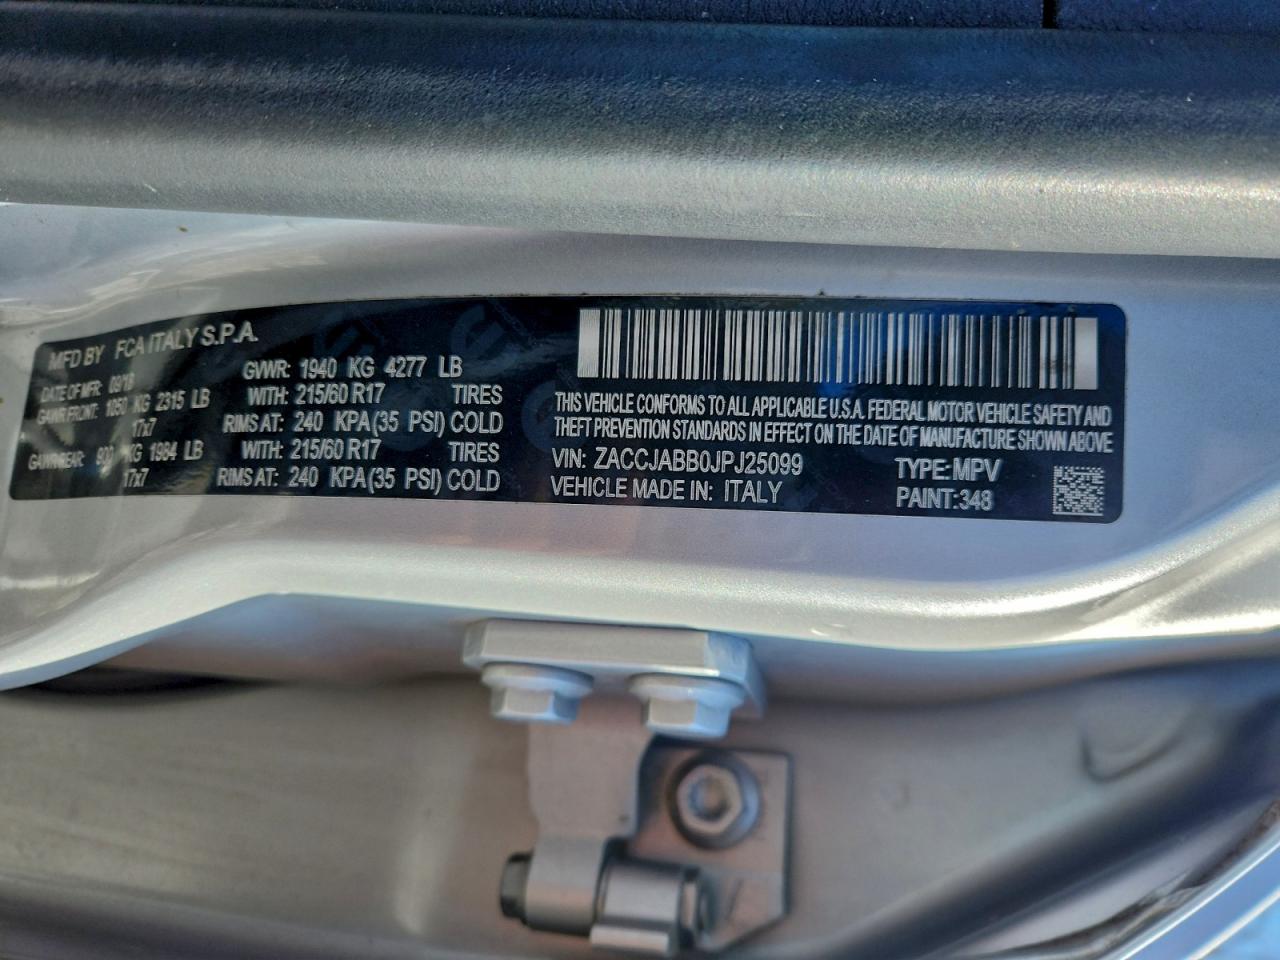 MFD BY FCA ITALY S.P.A.
DATE OF MFR 09/18
GVWR: 1940 KG 4277 LB
GAWR FRONT: 1050 KG 2315 LB WITH: 215/60 R17 TIRES
17x7 RIMS AT: 240 KPA(35 PSI) COLD
GAWR REAR: 900 KG 1984 LB WITH: 215/60 R17 TIRES
17x7 RIMS AT: 240 KPA(35 PSI) COLD
THIS VEHICLE CONFORMS TO ALL APPLICABLE U.S.A. FEDERAL MOTOR VEHICLE SAFETY AND
THEFT PREVENTION STANDARDS IN EFFECT ON THE DATE OF MANUFACTURE SHOWN ABOVE
VIN: ZACCJABB0JPJ25099 TYPE:MPV
VEHICLE MADE IN: ITALY PAINT:348